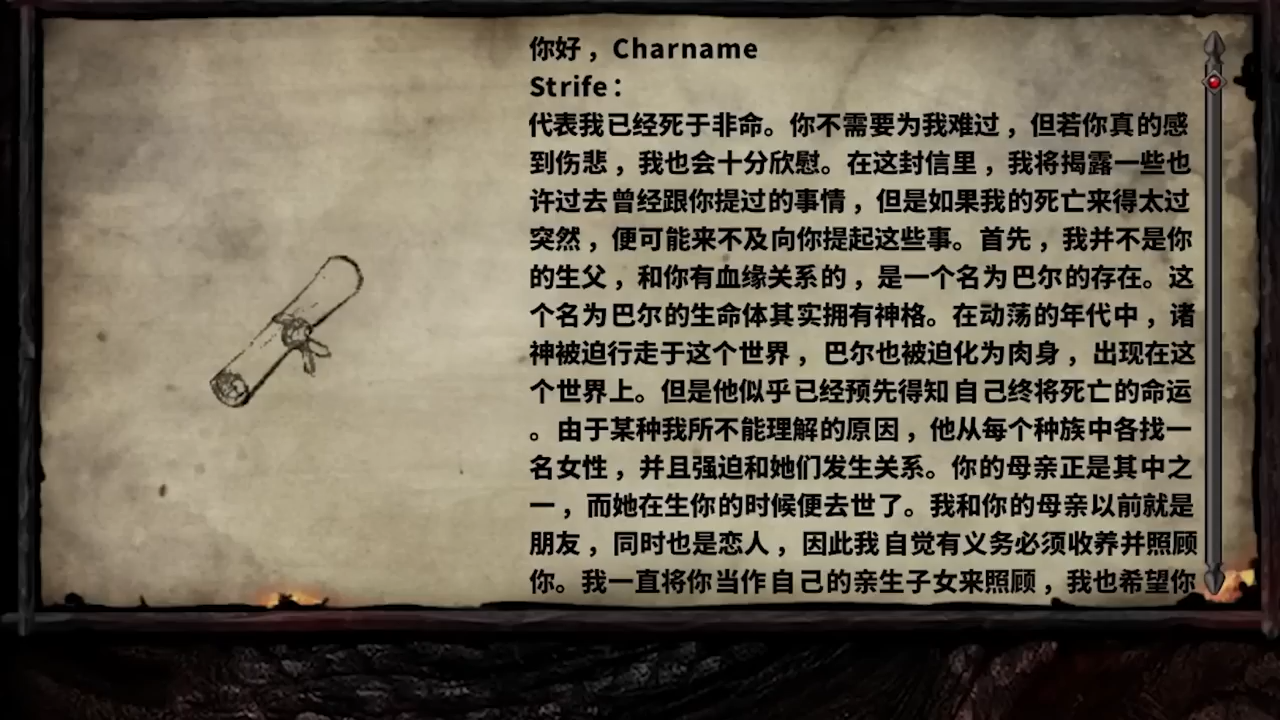 你好，Charname
Strife：
代表我已经死于非命。你不需要为我难过，但若你真的感
到伤悲，我也会十分欣慰。在这封信里，我将揭露一些也
许过去曾经跟你提过的事情，但是如果我的死亡来得太过
突然，便可能来不及向你提起这些事。首先，我并不是你
的生父，和你有血缘关系的，是一个名为巴尔的存在。这
个名为巴尔的生命体其实拥有神格。在动荡的年代中，诸
神被迫行走于这个世界，巴尔也被迫化为肉身，出现在这
个世界上。但是他似乎已经预先得知自己终将死亡的命运
。由于某种我所不能理解的原因，他从每个种族中各找一
名女性，并且强迫和她们发生关系。你的母亲正是其中之
一，而她在生你的时候便去世了。我和你的母亲以前就是
朋友，同时也是恋人，因此我自觉有义务必须收养并照顾
你。我一直将你当作自己的亲生子女来照顾，我也希望你